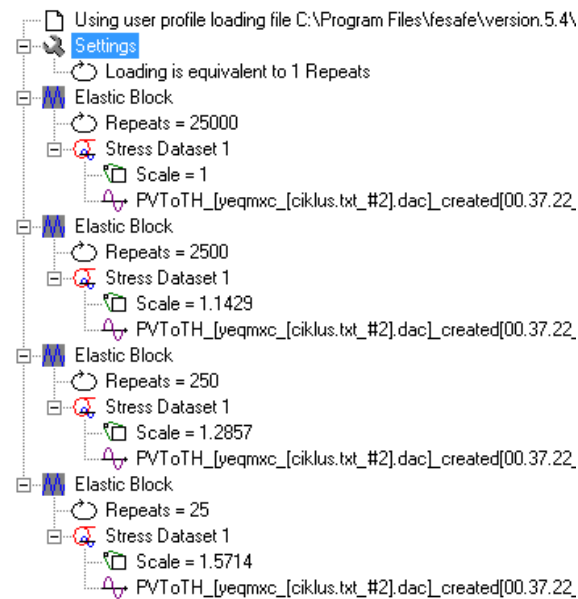 Using user profile loading file C:\Program Files\fesafe\version.5.4\
Settings
Loading is equivalent to 1 Repeats
Elastic Block
Repeats = 25000
Stress Dataset 1
Scale = 1
PVToTH_[yeqmxc_[ciklus.txt_#2].dac]_created[00.37.22_
Elastic Block
Repeats = 2500
Stress Dataset 1
Scale = 1.1429
PVToTH_[yeqmxc_[ciklus.txt_#2].dac]_created[00.37.22_
Elastic Block
Repeats = 250
Stress Dataset 1
Scale = 1.2857
PVToTH_[yeqmxc_[ciklus.txt_#2].dac]_created[00.37.22_
Elastic Block
Repeats = 25
Stress Dataset 1
Scale = 1.5714
PVToTH_[yeqmxc_[ciklus.txt_#2].dac]_created[00.37.22_